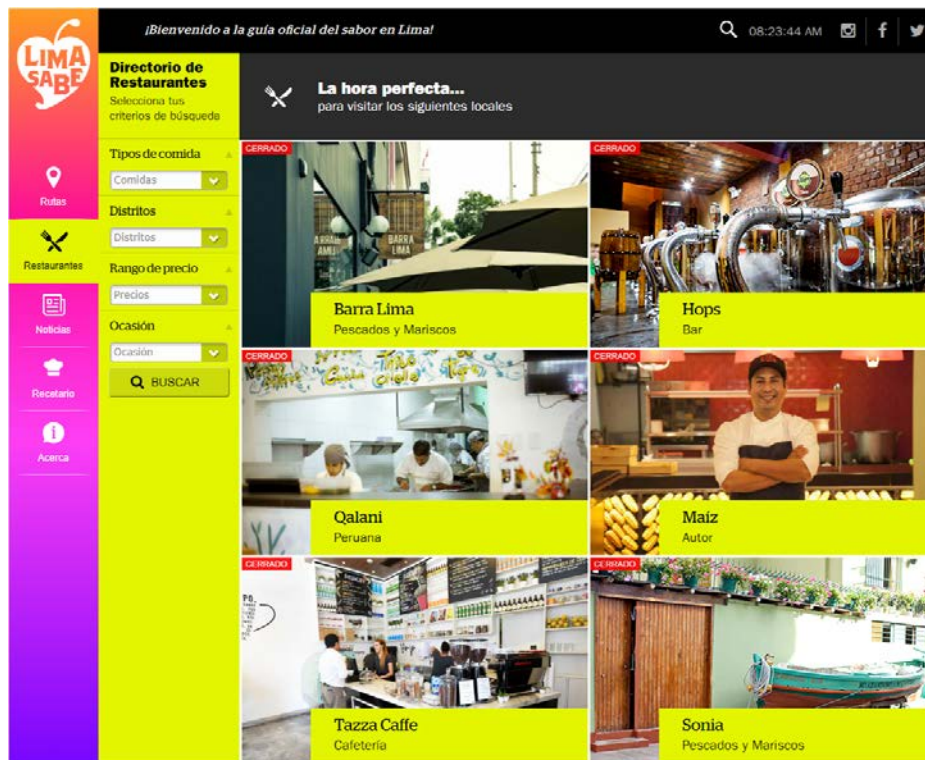 LIMA
SABE
¡Bienvenido a la guía oficial del sabor en Lima!
08:23:44 AM
Directorio de
Restaurantes
Selecciona tus
criterios de búsqueda
La hora perfecta...
para visitar los siguientes locales
Rutas
Restaurantes
Noticias
Recetario
Acerca
Tipos de comida
Comidas
Distritos
Distritos
Rango de precio
Precios
Ocasión
Ocasión
BUSCAR
CERRADO
BARRA
LIMA
Barra Lima
Pescados y Mariscos
CERRADO
Hops
Bar
CERRADO
Qalani
Peruana
CERRADO
Maíz
Autor
CERRADO
Tazza Caffe
Cafetería
CERRADO
Sonia
Pescados y Mariscos